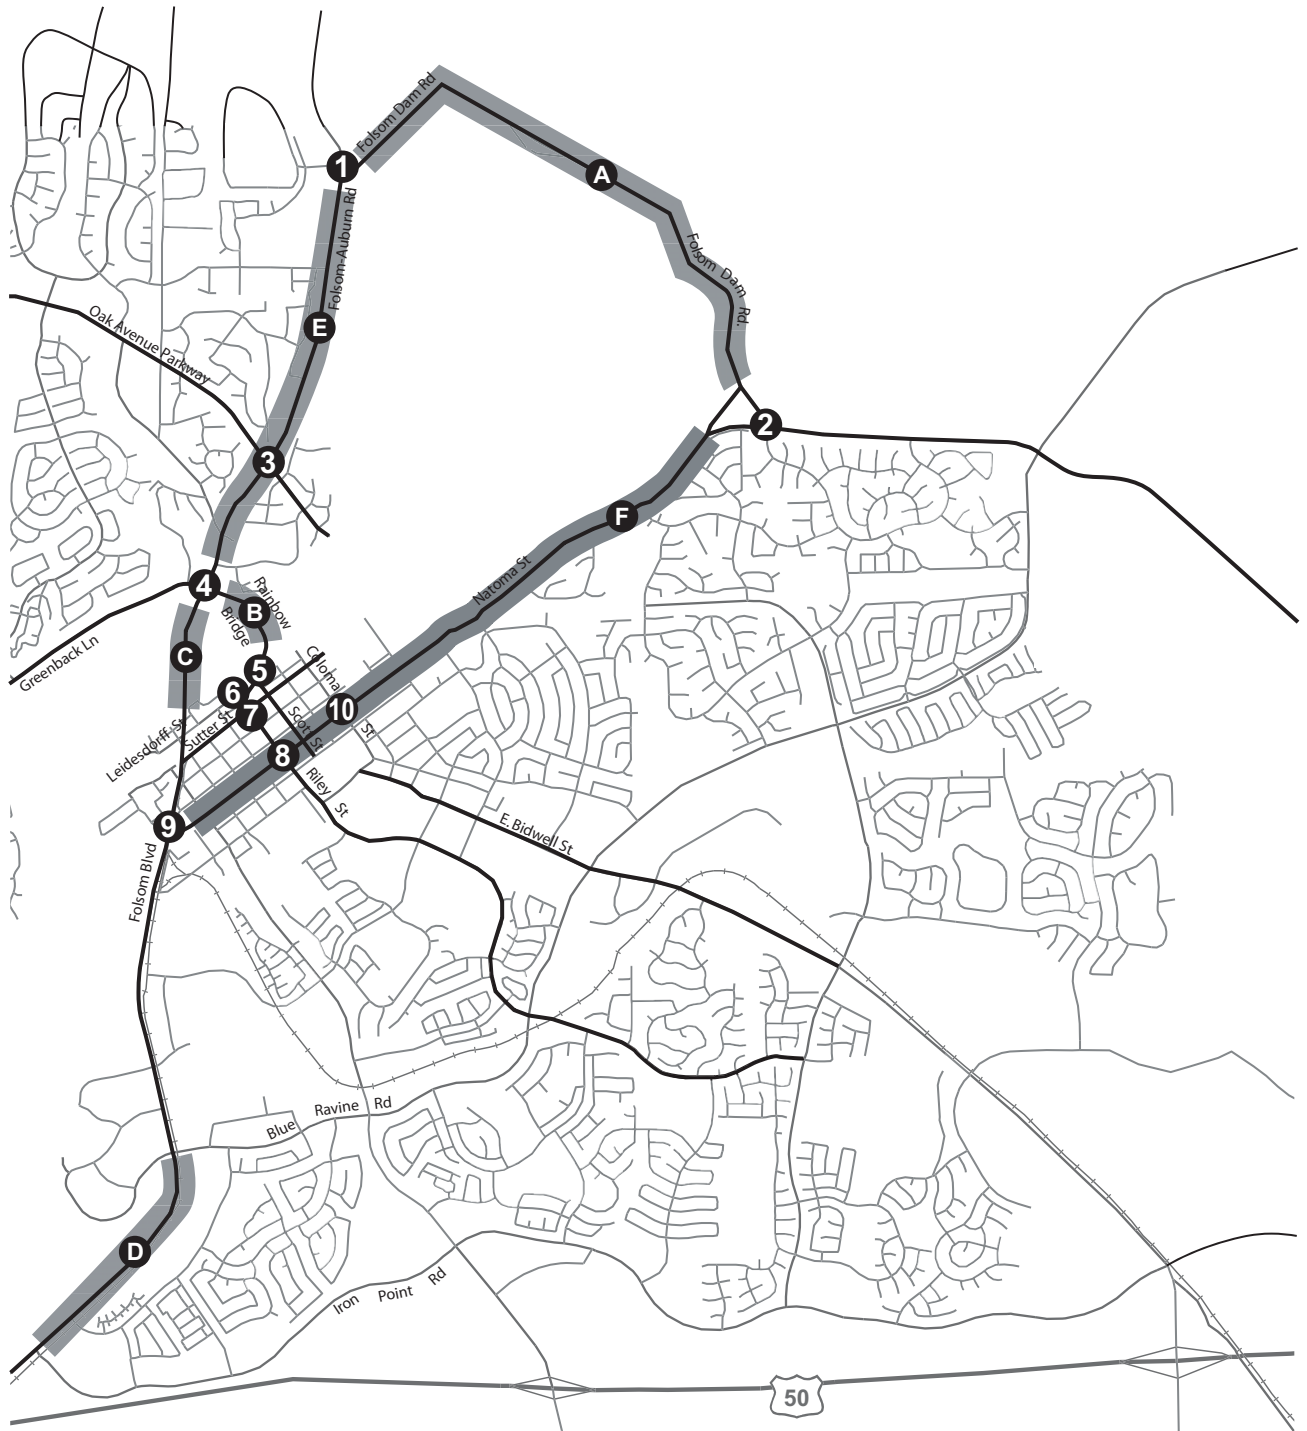 Folsom Dam Rd
1
A
Folsom-Auburn Rd
Folsom Dam Rd.
E
Oak Avenue Parkway
2
3
F
4
Natoma St
Rainbow
Bridge
B
Greenback Ln
C
5
Coloma St
6
7
10
Scott St
Leidesdorff St
Sutter St
8
Riley St
9
E. Bidwell St
Folsom Blvd
Blue Ravine Rd
D
Iron Point Rd
50